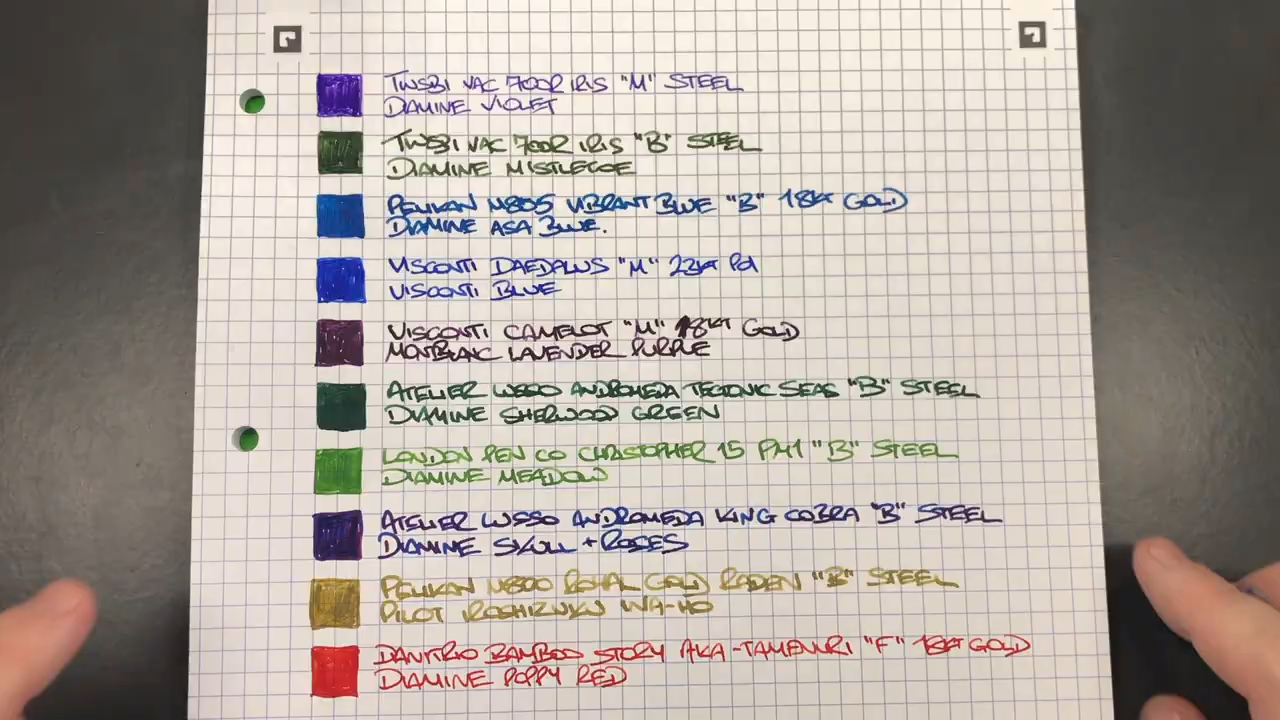 TWSBI VAC 700R IRIS "M" STEEL
DIAMINE VIOLET
TWSBI VAC 700R IRIS "B" STEEL
DIAMINE MISTLETOE
PELIKAN M805 VIBRANT BLUE "B" 18KT GOLD
DIAMINE ASA BLUE.
VISCONTI DAEDALUS "M" 23KT Pd
VISCONTI BLUE
VISCONTI CAMELOT "M" 18KT GOLD
MONTBLANC LAVENDER PURPLE
ATELIER LUSSO ANDROMEDA TECTONIC SEAS "B" STEEL
DIAMINE SHERWOOD GREEN
LONDON PEN CO CHRISTOPHER 15 PM1 "B" STEEL
DIAMINE MEADOW
ATELIER LUSSO ANDROMEDA KING COBRA "B" STEEL
DIAMINE SKULL + ROSES
PELIKAN M800 ROYAL GOLD RADEN "B" STEEL
PILOT IROSHIZUKU
DANITRIO BAMBOO STORY AKA-TAMENURI "F" 18KT GOLD
DIAMINE POPPY RED